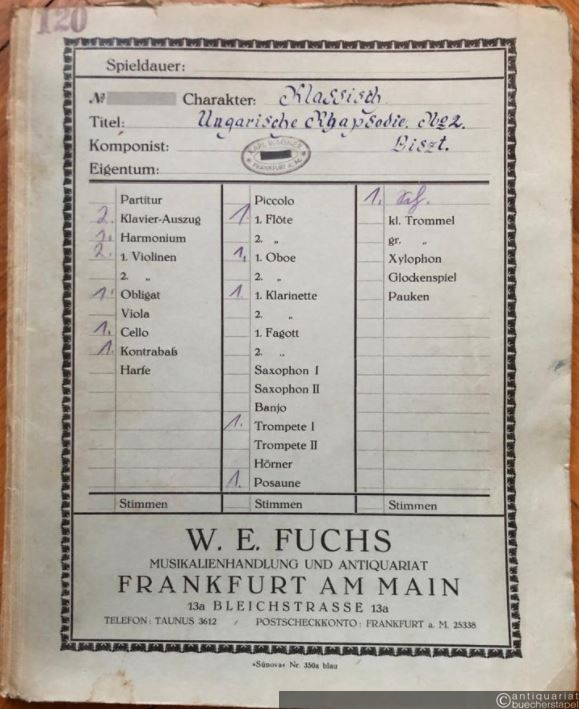 120
Spieldauer:
№ Charakter: Klassisch
Titel: Ungarische Rhapsodie. No 2.
Komponist: Liszt.
KARL WAGNER
FRANKFURT A.
Eigentum:
Partitur
2. Klavier-Auszug
1. Harmonium
2. 1. Violinen
2. „
1. Obligat
Viola
1. Cello
1. Kontrabaß
Harfe
Stimmen
Piccolo
1 1. Flöte
2. „
1. 1. Oboe
2. „
1. 1. Klarinette
2. „
1. Fagott
2. „
Saxophon I
Saxophon II
Banjo
1. Trompete I
Trompete II
Hörner
1. Posaune
Stimmen
1.
kl. Trommel
gr. „
Xylophon
Glockenspiel
Pauken
Stimmen
W. E. FUCHS
MUSIKALIENHANDLUNG UND ANTIQUARIAT
FRANKFURT AM MAIN
13a BLEICHSTRASSE 13a
TELEFON: TAUNUS 3612 / POSTSCHECKKONTO: FRANKFURT a. M. 25338
»Sünova« Nr. 350a blau
©antiquariat
buecherstapel